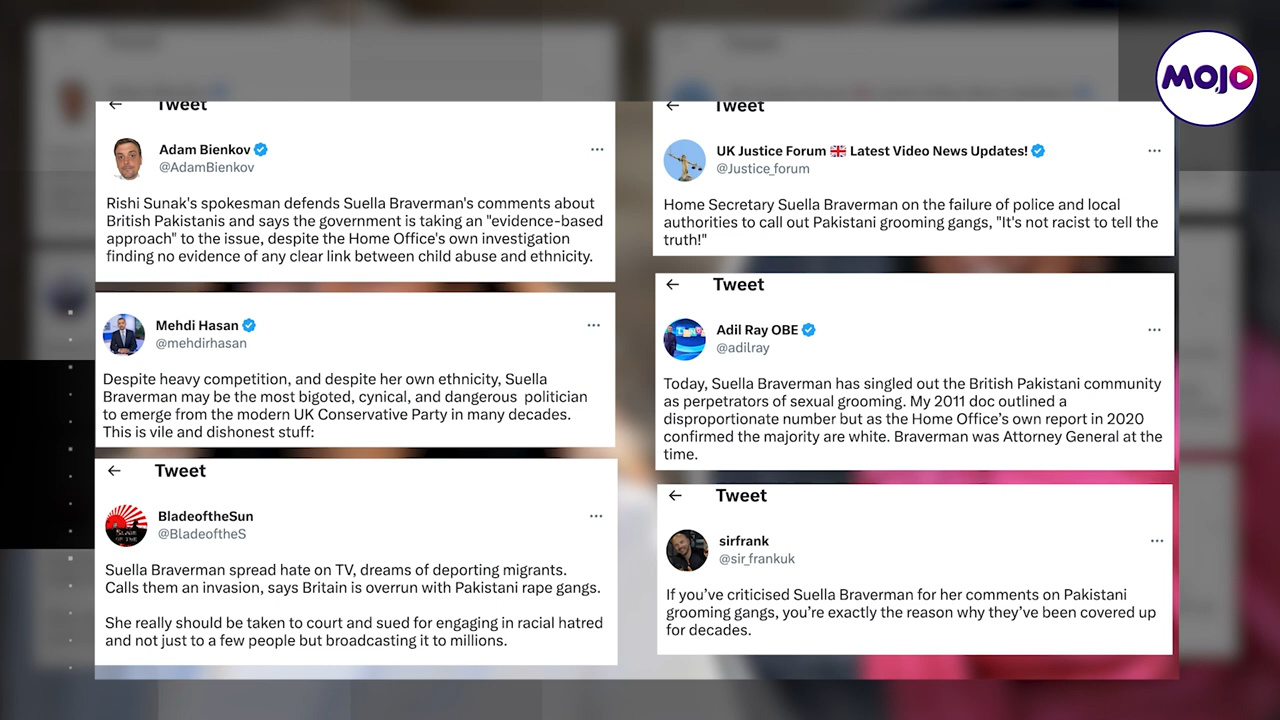 MOJO
Tweet
Adam Bienkov
@AdamBienkov
Rishi Sunak's spokesman defends Suella Braverman's comments about
British Pakistanis and says the government is taking an "evidence-based
approach" to the issue, despite the Home Office's own investigation
finding no evidence of any clear link between child abuse and ethnicity.
Mehdi Hasan
@mehdirhasan
Despite heavy competition, and despite her own ethnicity, Suella
Braverman may be the most bigoted, cynical, and dangerous politician
to emerge from the modern UK Conservative Party in many decades.
This is vile and dishonest stuff:
Tweet
BladeoftheSun
@BladeoftheS
Suella Braverman spread hate on TV, dreams of deporting migrants.
Calls them an invasion, says Britain is overrun with Pakistani rape gangs.
She really should be taken to court and sued for engaging in racial hatred
and not just to a few people but broadcasting it to millions.
Tweet
UK Justice Forum 🇬🇧 Latest Video News Updates!
@Justice_forum
Home Secretary Suella Braverman on the failure of police and local
authorities to call out Pakistani grooming gangs, "It's not racist to tell the
truth!"
Tweet
Adil Ray OBE
@adilray
Today, Suella Braverman has singled out the British Pakistani community
as perpetrators of sexual grooming. My 2011 doc outlined a
disproportionate number but as the Home Office's own report in 2020
confirmed the majority are white. Braverman was Attorney General at the
time.
Tweet
sirfrank
@sir_frankuk
If you've criticised Suella Braverman for her comments on Pakistani
grooming gangs, you're exactly the reason why they've been covered up
for decades.